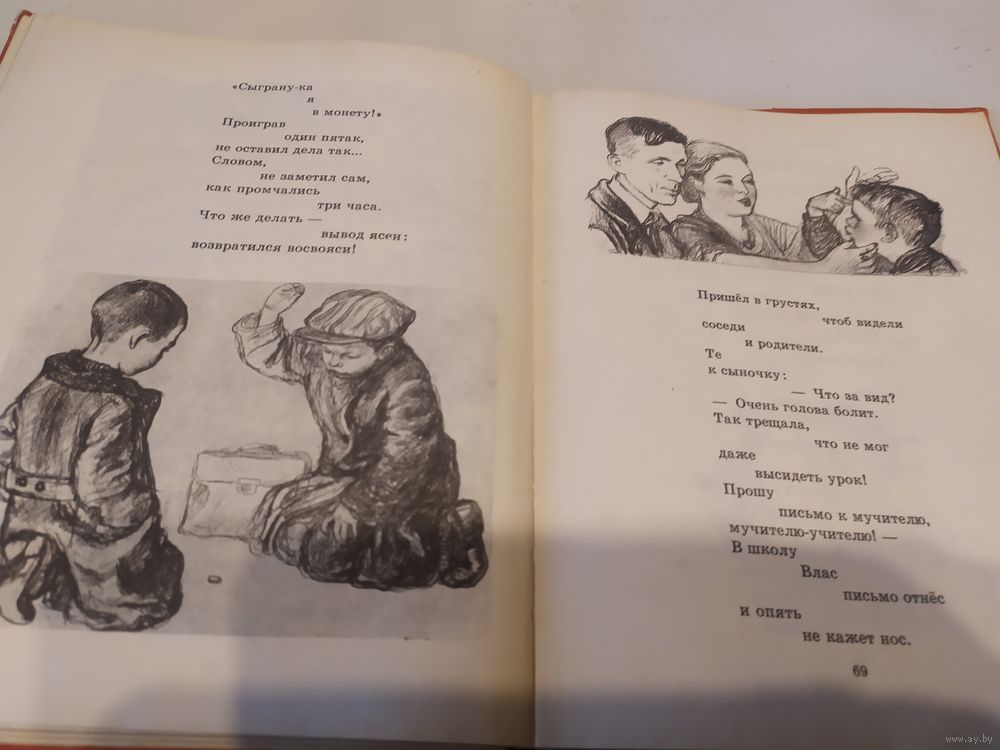 «Сыграну-ка
я
в монету!»
Проиграв
один пятак,
не оставил дела так...
Словом,
не заметил сам,
как промчались
три часа.
Что же делать —
вывод ясен:
возвратился восвояси!
Пришёл в грустях,
чтоб видели
соседи
и родители.
Те
к сыночку:
— Что за вид?
— Очень голова болит.
Так трещала,
что не мог
даже
высидеть урок!
Прошу
письмо к мучителю,
мучителю-учителю! —
В школу
Влас
письмо отнёс
и опять
не кажет нос.
69
www.ay.by